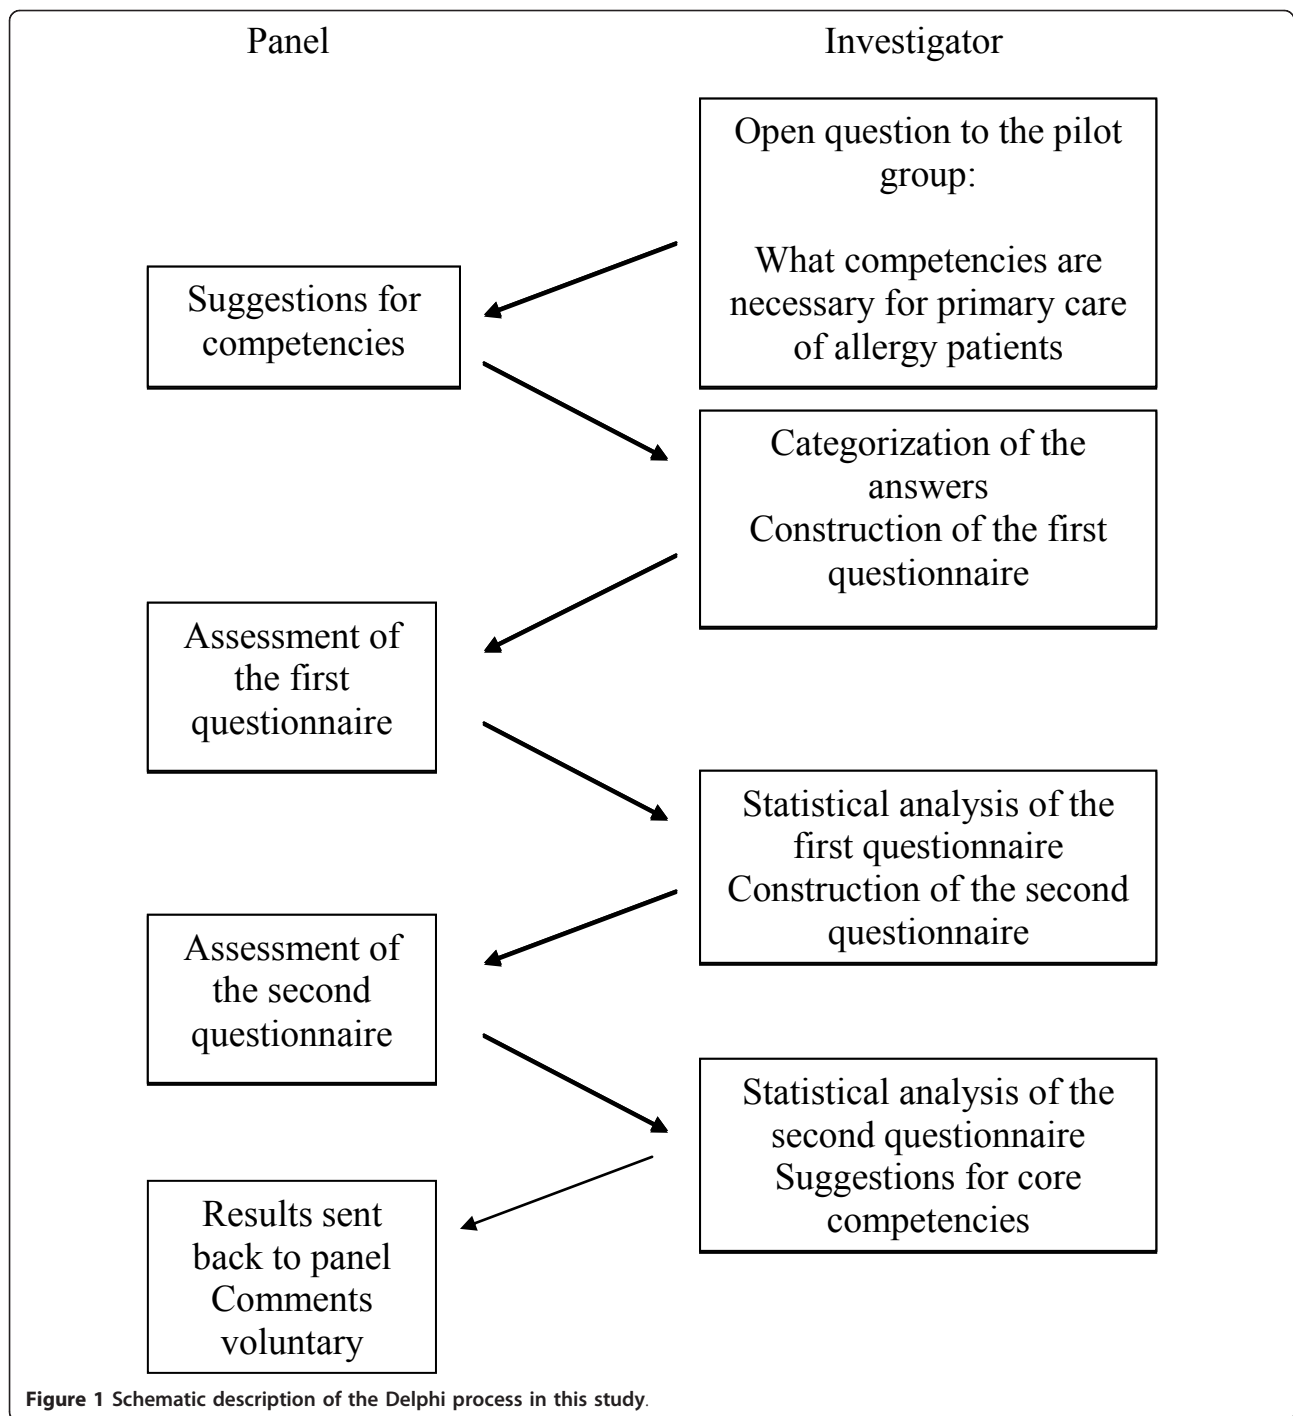 Panel
Investigator
Open question to the pilot
group:
What competencies are
necessary for primary care
of allergy patients
Suggestions for
competencies
Categorization of the
answers
Construction of the first
questionnaire
Assessment of
the first
questionnaire
Statistical analysis of the
first questionnaire
Construction of the second
questionnaire
Assessment of
the second
questionnaire
Statistical analysis of the
second questionnaire
Suggestions for core
competencies
Results sent
back to panel
Comments
voluntary
Figure 1 Schematic description of the Delphi process in this study.